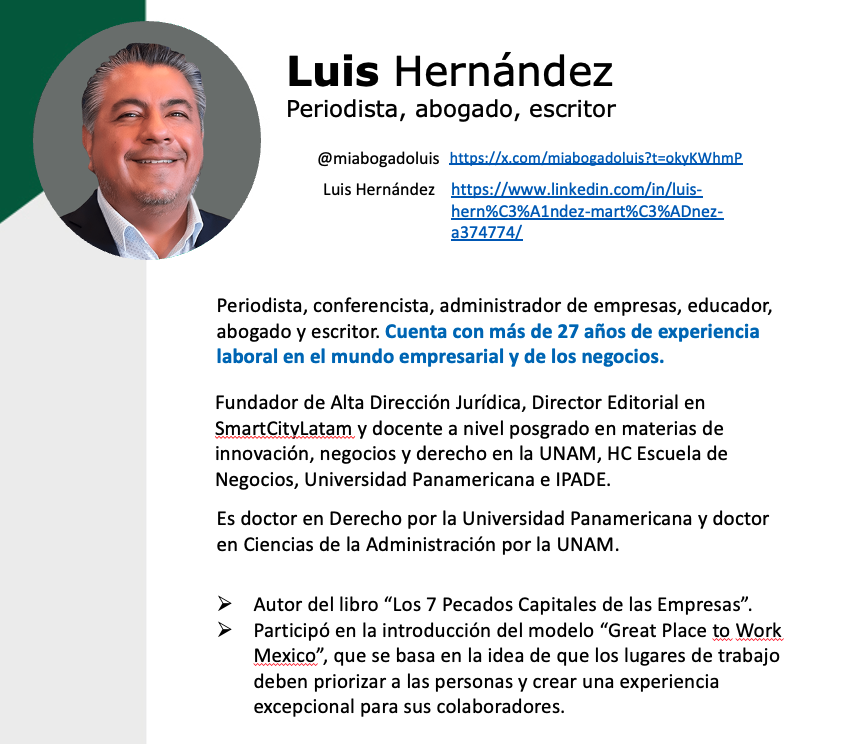 Luis Hernández
Periodista, abogado, escritor
@miabogadoluis https://x.com/miabogadoluis?t=okyKWhmP
Luis Hernández https://www.linkedin.com/in/luis-
hern%C3%A1ndez-mart%C3%ADnez-
a374774/
Periodista, conferencista, administrador de empresas, educador,
abogado y escritor. Cuenta con más de 27 años de experiencia
laboral en el mundo empresarial y de los negocios.
Fundador de Alta Dirección Jurídica, Director Editorial en
SmartCityLatam y docente a nivel posgrado en materias de
innovación, negocios y derecho en la UNAM, HC Escuela de
Negocios, Universidad Panamericana e IPADE.
Es doctor en Derecho por la Universidad Panamericana y doctor
en Ciencias de la Administración por la UNAM.
➢ Autor del libro “Los 7 Pecados Capitales de las Empresas”.
➢ Participó en la introducción del modelo “Great Place to Work
Mexico”, que se basa en la idea de que los lugares de trabajo
deben priorizar a las personas y crear una experiencia
excepcional para sus colaboradores.